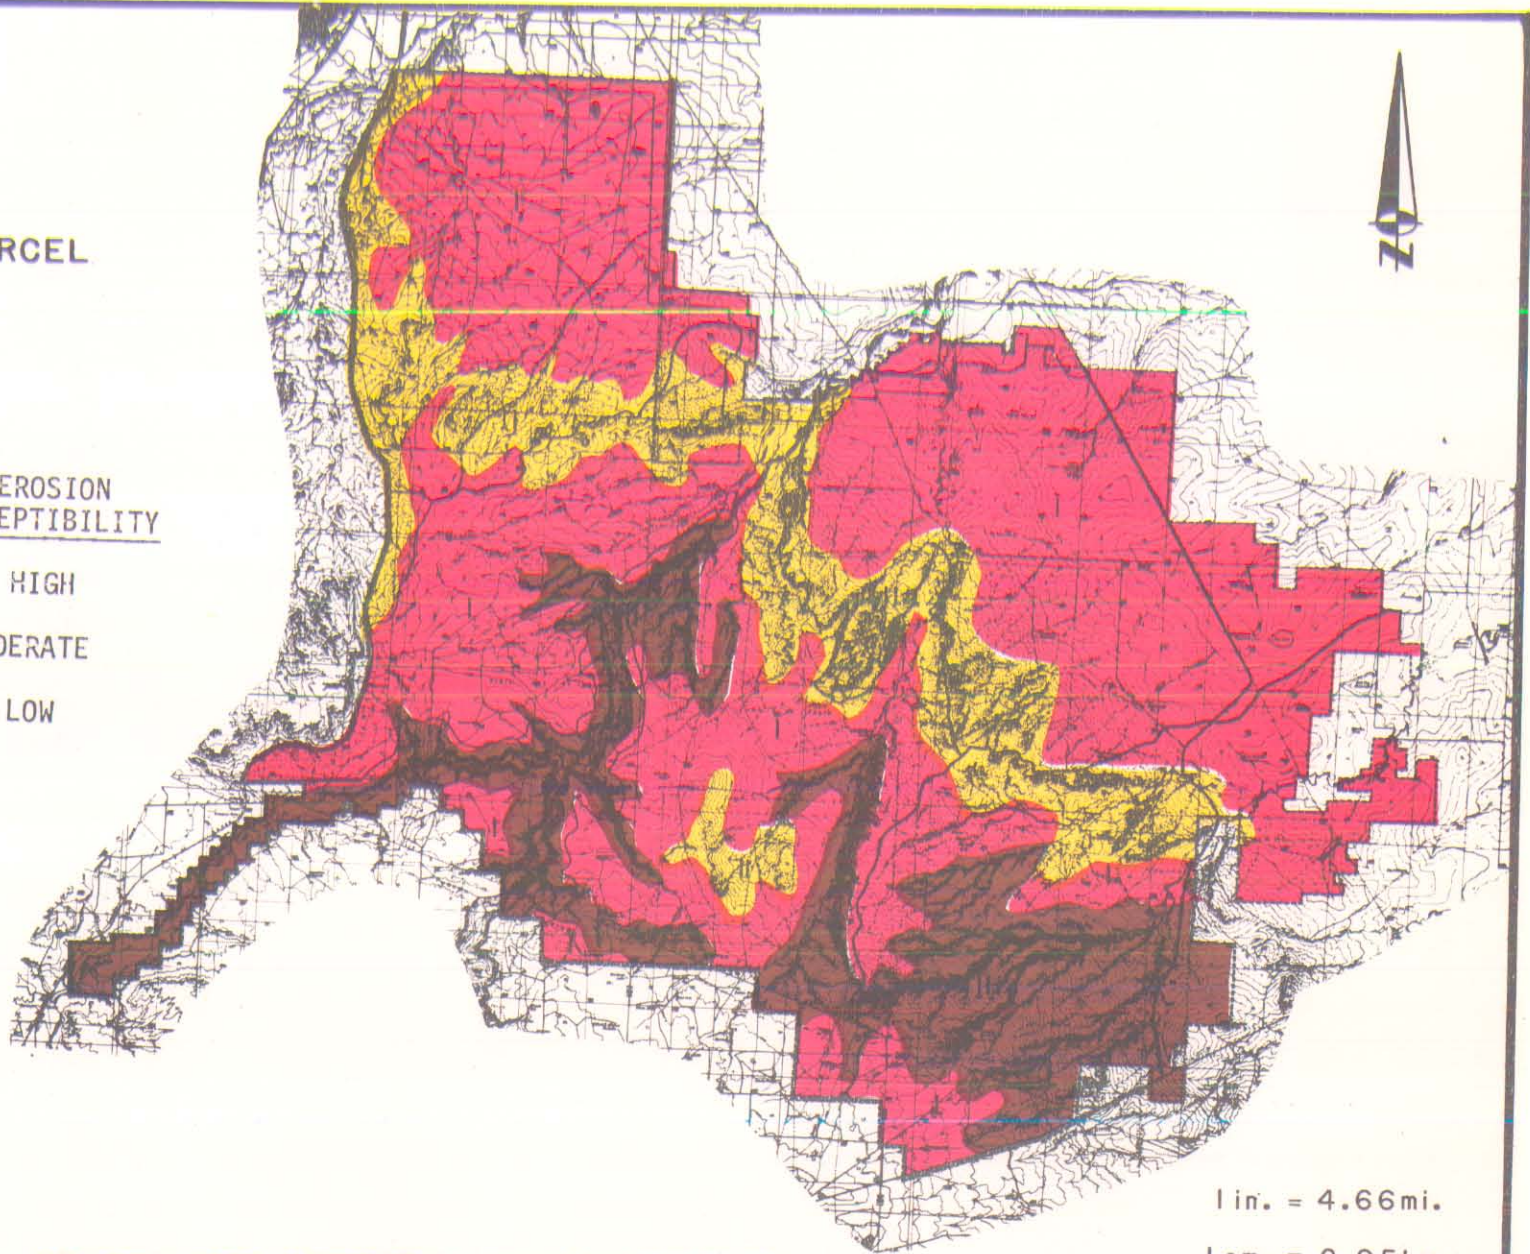 RCEL
EROSION
EPTIBILITY
HIGH
DERATE
LOW
N
1 in. = 4.66mi.